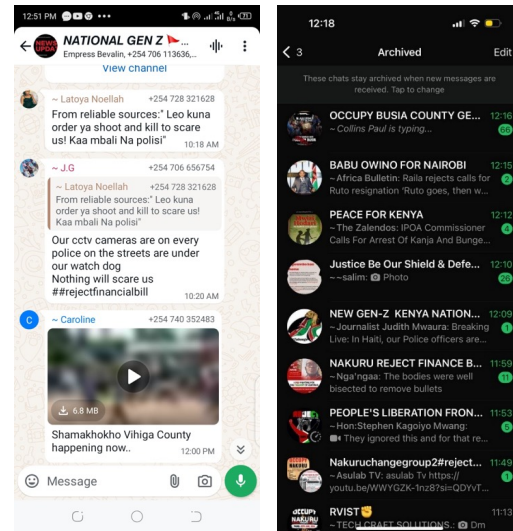 12:51 PM
NATIONAL GEN Z
Empress Bevalin, +254 706 113636,...
View channel
~ Latoya Noellah +254 728 321628
From reliable sources:" Leo kuna
order ya shoot and kill to scare
us! Kaa mbali Na polisi"
10:18 AM
~ J.G +254 706 656754
~ Latoya Noellah +254 728 321628
From reliable sources:" Leo kuna
order ya shoot and kill to scare
us! Kaa mbali Na polisi"
Our cctv cameras are on every
police on the streets are under
our watch dog
Nothing will scare us
##rejectfinancialbill
10:20 AM
C
~ Caroline +254 740 352483
6.8 MB
Shamakhokho Vihiga County
happening now..
12:00 PM
Message
12:18
3 Archived Edit
These chats stay archived when new messages are
received. Tap to change
OCCUPY BUSIA COUNTY GE... 12:16
~ Collins Paul is typing... 66
BABU OWINO FOR NAIROBI 12:15
~ Africa Bulletin: Raila rejects calls for 2
Ruto resignation 'Ruto goes, then w...
PEACE FOR KENYA 12:12
~ The Zalendos: IPOA Commissioner 4
Calls For Arrest Of Kanja And Bunge...
Justice Be Our Shield & Defe... 12:10
~ ~salim: Photo 26
NEW GEN-Z KENYA NATION... 12:09
~ Journalist Judith Mwaura: Breaking 1
Live: In Haiti, our Police officers are...
NAKURU REJECT FINANCE B... 11:59
~ Nga'ngaa: The bodies were well 11
bisected to remove bullets
PEOPLE'S LIBERATION FRON... 11:53
~ Hon:Stephen Kagoiyo Mwang: 5
They ignored this and for that re...
Nakuruchangegroup2#reject... 11:49
~ Asulab TV: asulab Tv https:// 1
youtu.be/WWYGZK-1nz8?si=QDYvT...
RVIST 11:13
~ TECH CRAFT SOLUTIONS.: Dm